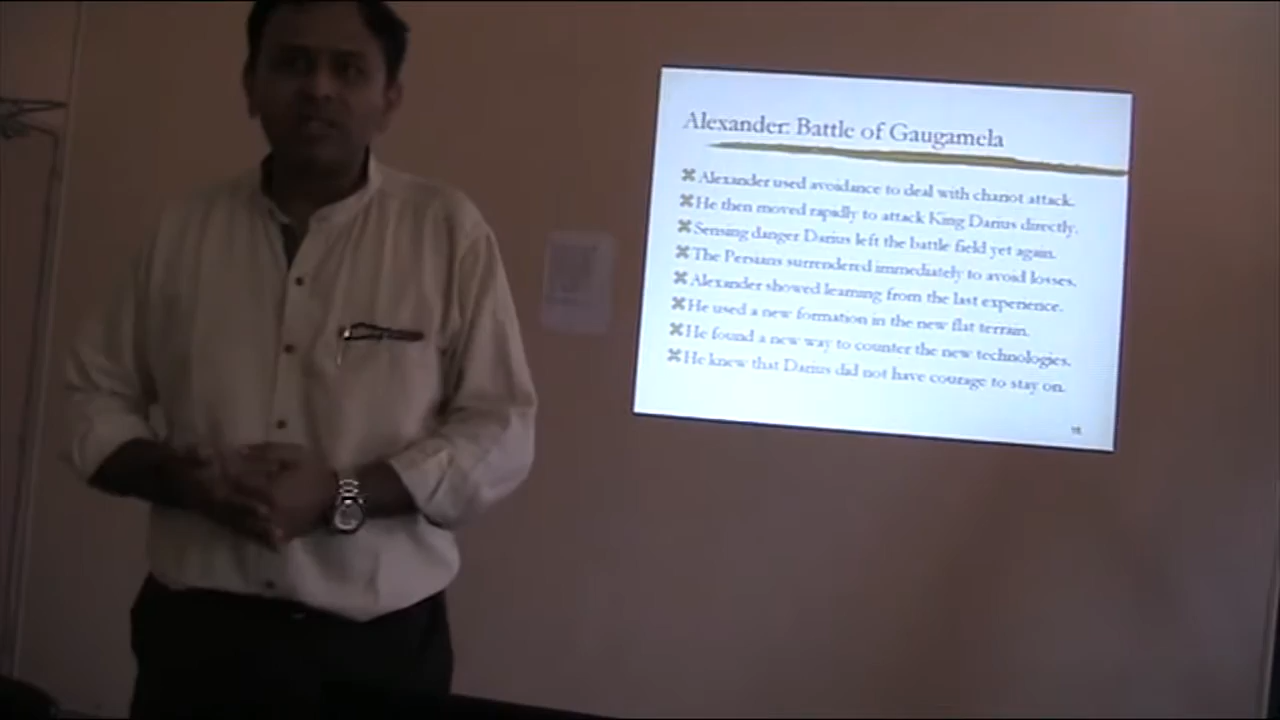 Alexander: Battle of Gaugamela
Alexander used avoidance to deal with chariot attack.
He then moved rapidly to attack King Darius directly.
Sensing danger Darius left the battle field yet again.
The Persians surrendered immediately to avoid losses.
Alexander showed learning from the last experience.
He used a new formation in the new flat terrain.
He found a new way to counter the new technologies.
He knew that Darius did not have courage to stay on.